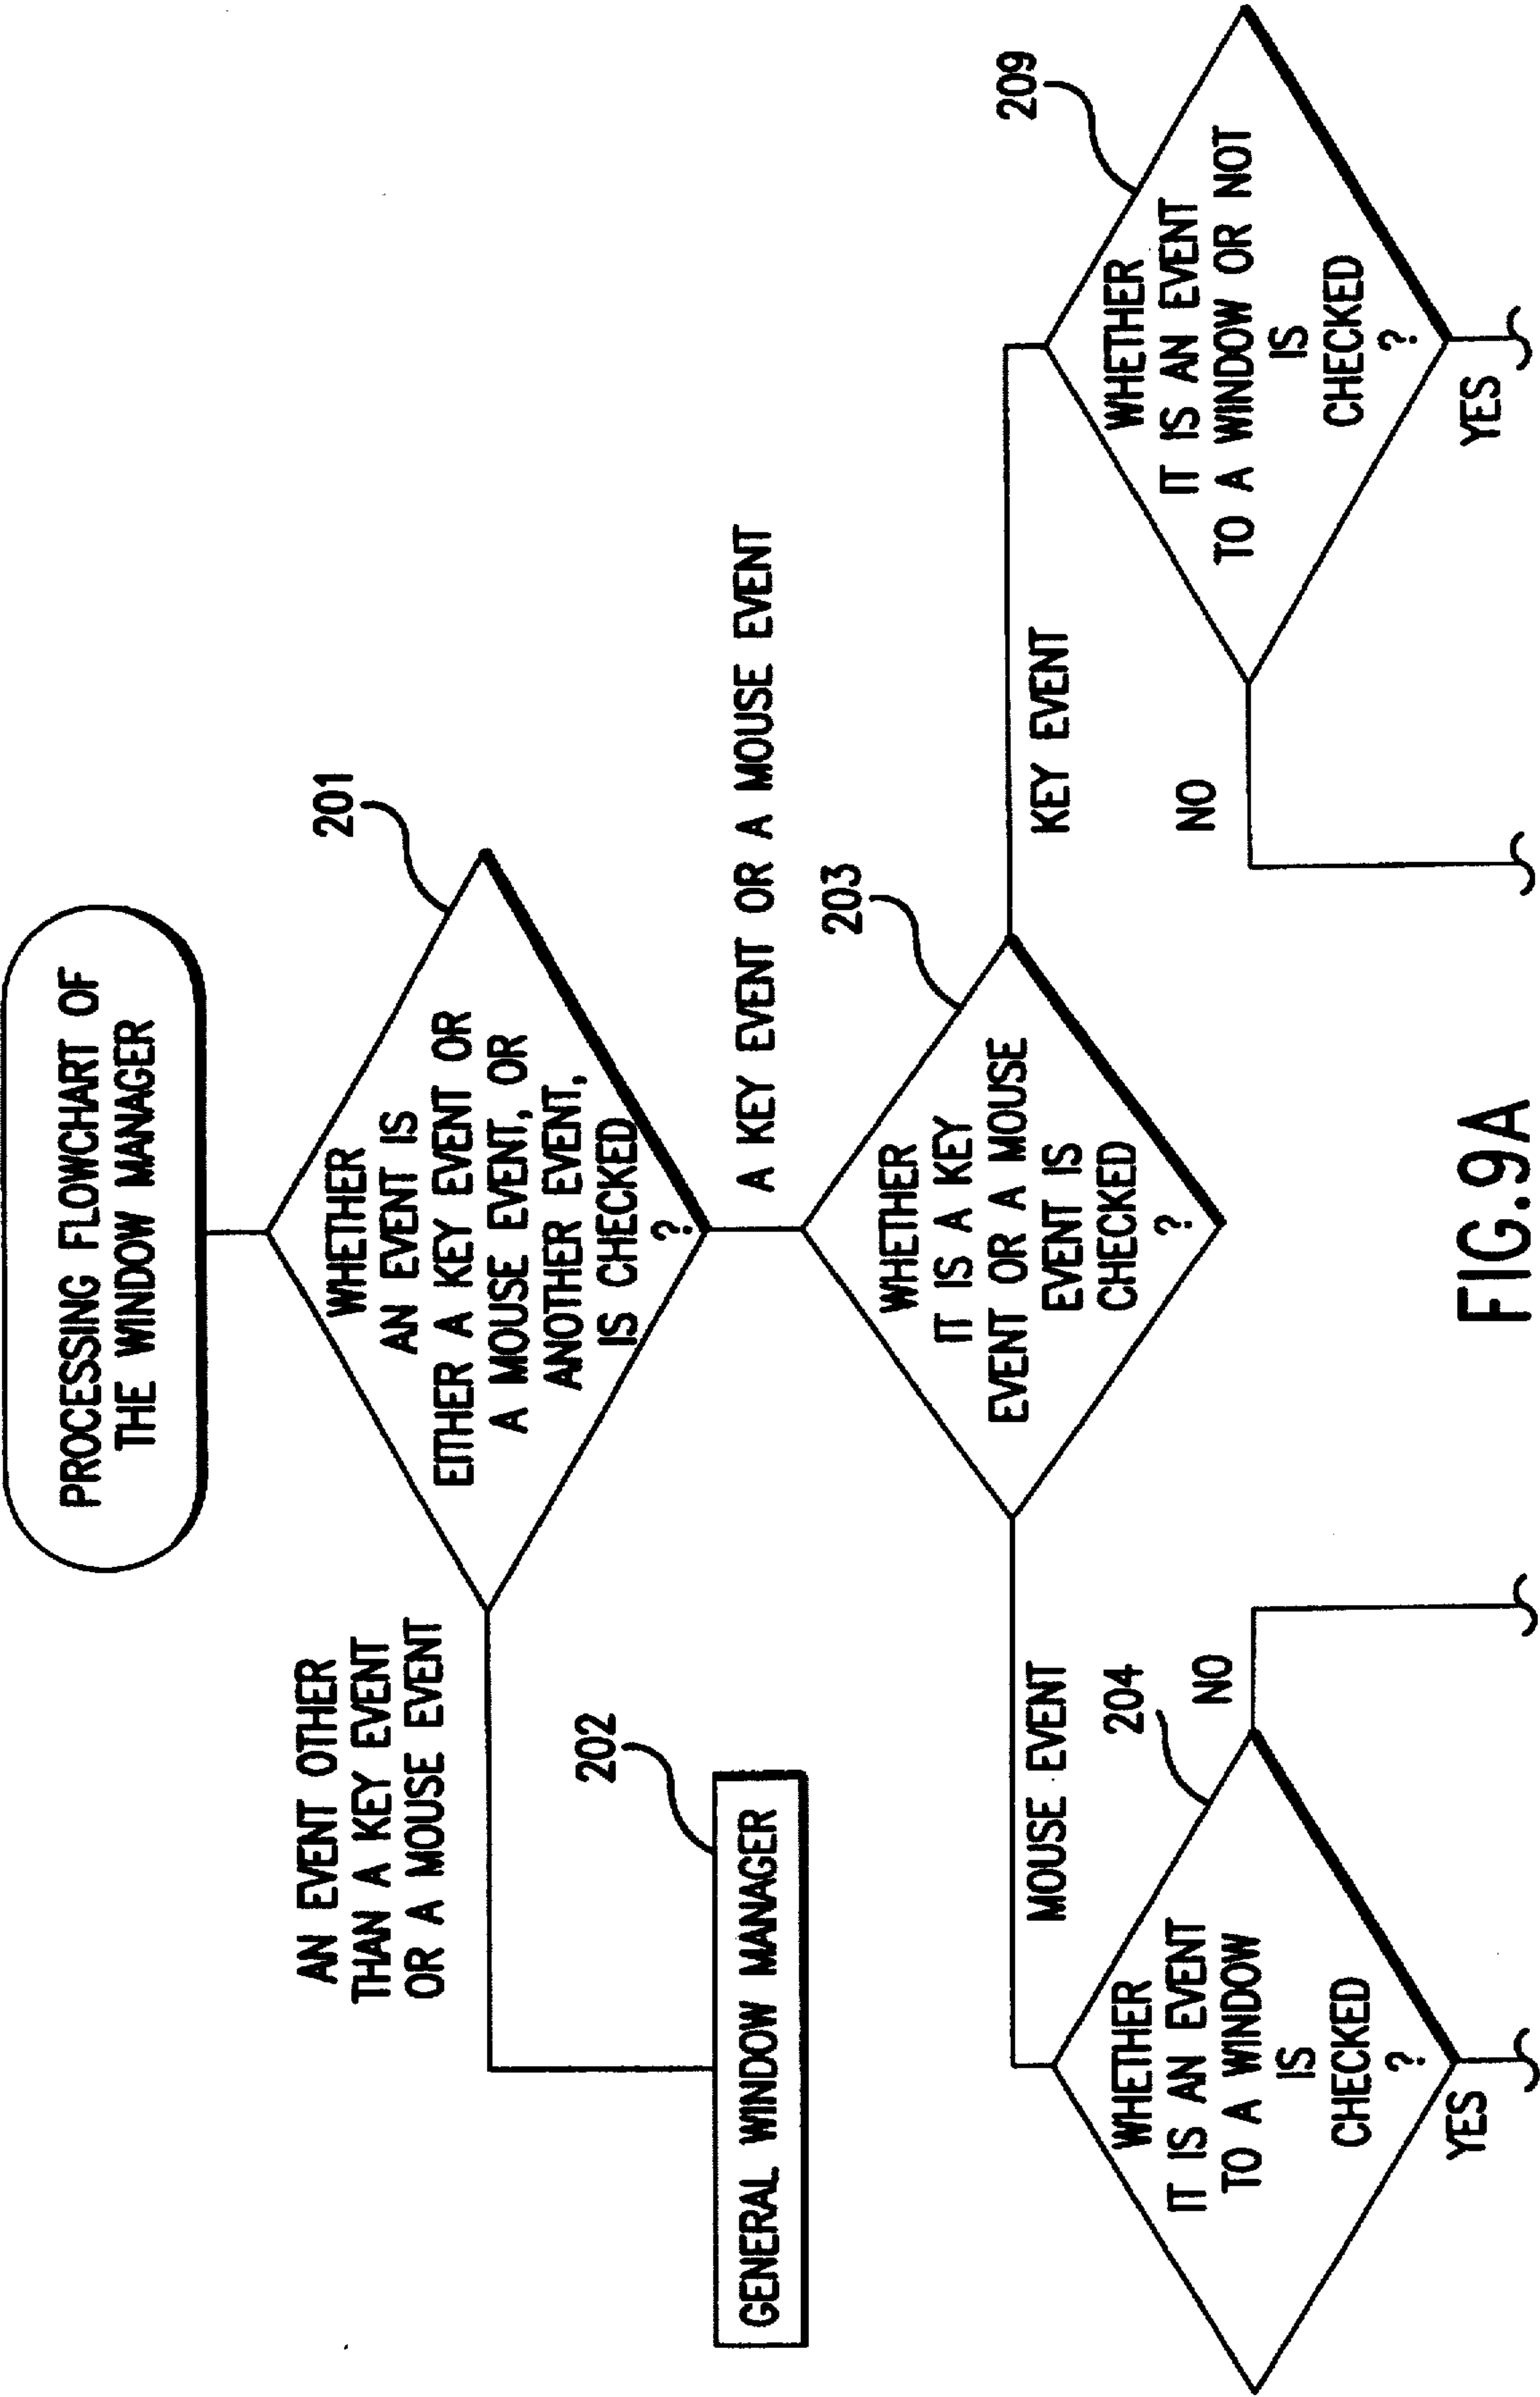 PROCESSING FLOWCHART OF
THE WINDOW MANAGER
201
WHETHER
AN EVENT IS
EITHER A KEY EVENT OR
A MOUSE EVENT, OR
ANOTHER EVENT,
IS CHECKED
?
AN EVENT OTHER
THAN A KEY EVENT
OR A MOUSE EVENT
202
GENERAL WINDOW MANAGER
A KEY EVENT OR A MOUSE EVENT
203
WHETHER
IT IS A KEY
EVENT OR A MOUSE
EVENT IS
CHECKED
?
MOUSE EVENT
KEY EVENT
204
WHETHER
IT IS AN EVENT
TO A WINDOW
IS
CHECKED
?
NO
YES
209
WHETHER
IT IS AN EVENT
TO A WINDOW OR NOT
IS
CHECKED
?
NO
YES
FIG.9A